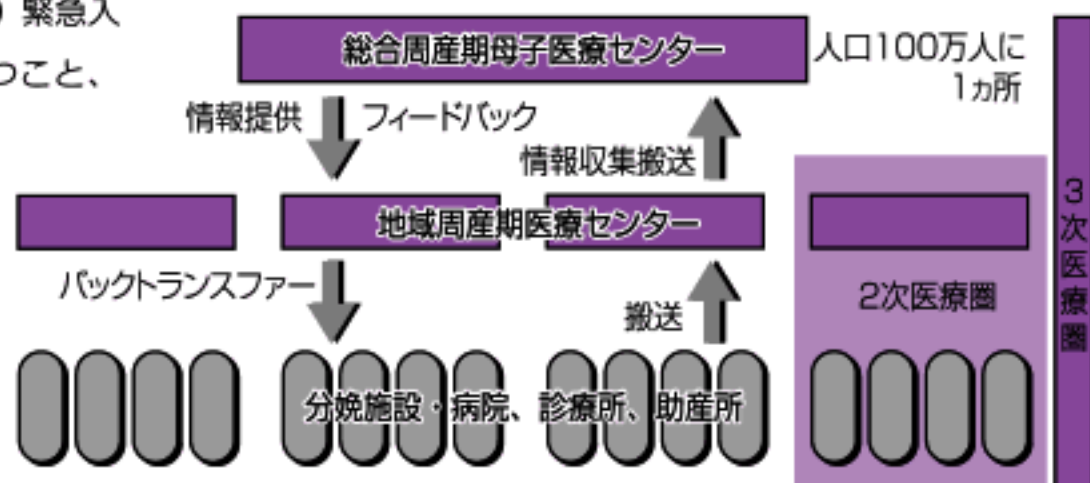 緊急入
つこと、
総合周産期母子医療センター
人口100万人に
1ヵ所
情報提供
フィードバック
情報収集搬送
地域周産期医療センター
バックトランスファー
搬送
2次医療圏
3次医療圏
分娩施設・病院、診療所、助産所